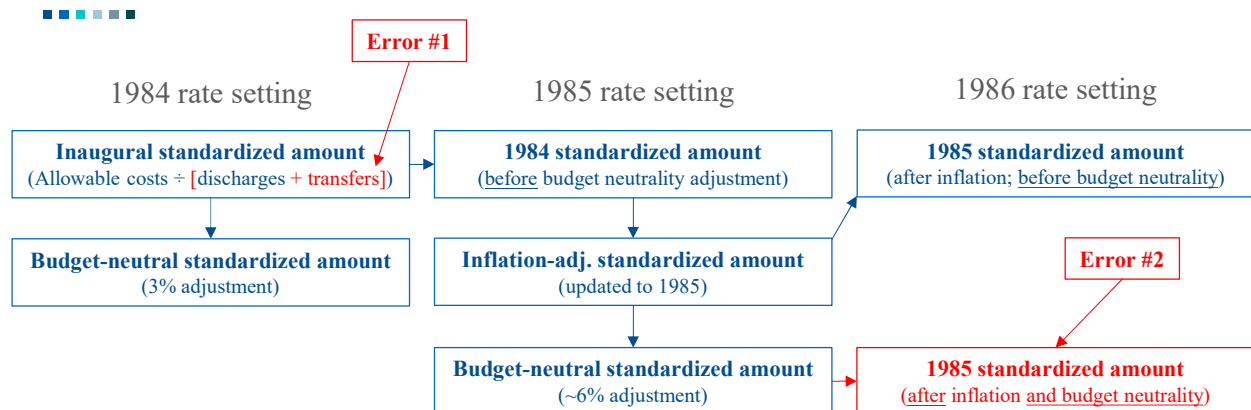 Error #1
1984 rate setting
1985 rate setting
1986 rate setting
Inaugural standardized amount
(Allowable costs ÷ [discharges + transfers])
1984 standardized amount
(before budget neutrality adjustment)
1985 standardized amount
(after inflation; before budget neutrality)
Budget-neutral standardized amount
(3% adjustment)
Inflation-adj. standardized amount
(updated to 1985)
Error #2
Budget-neutral standardized amount
(~6% adjustment)
1985 standardized amount
(after inflation and budget neutrality)